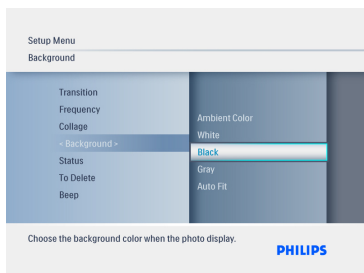 Setup Menu
Background
Transition
Frequency
Collage
< Background >
Status
To Delete
Beep
Ambient Color
White
Black
Gray
Auto Fit
Choose the background color when the photo display.
PHILIPS